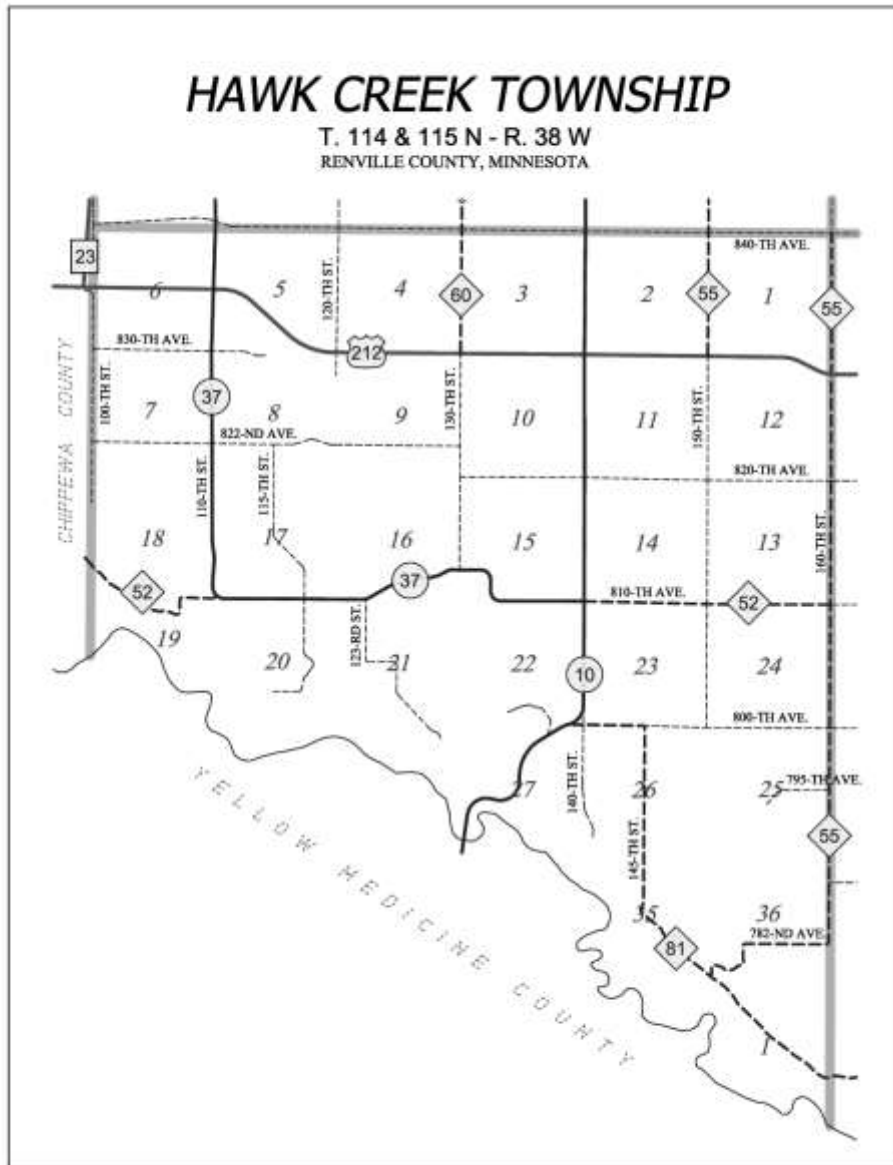 HAWK CREEK TOWNSHIP
T. 114 & 115 N - R. 38 W
RENVILLE COUNTY, MINNESOTA
840-TH AVE.
23
6
5
120-TH ST.
4
60
3
2
55
1
55
830-TH AVE.
212
CHIPPEWA COUNTY
100-TH ST.
7
37
8
9
130-TH ST.
10
11
150-TH ST.
12
822-ND AVE.
820-TH AVE.
110-TH ST.
115-TH ST.
18
17
16
15
14
13
160-TH ST.
52
37
810-TH AVE.
52
19
20
123-RD ST.
21
22
10
23
24
800-TH AVE.
27
140-TH ST.
26
25
795-TH AVE.
145-TH ST.
55
YELLOW MEDICINE COUNTY
35
36
782-ND AVE.
81
1